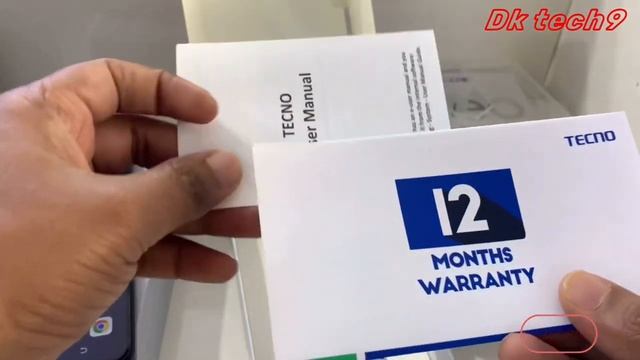 Dk tech9
TECNO
User Manual
TECNO
12
MONTHS
WARRANTY